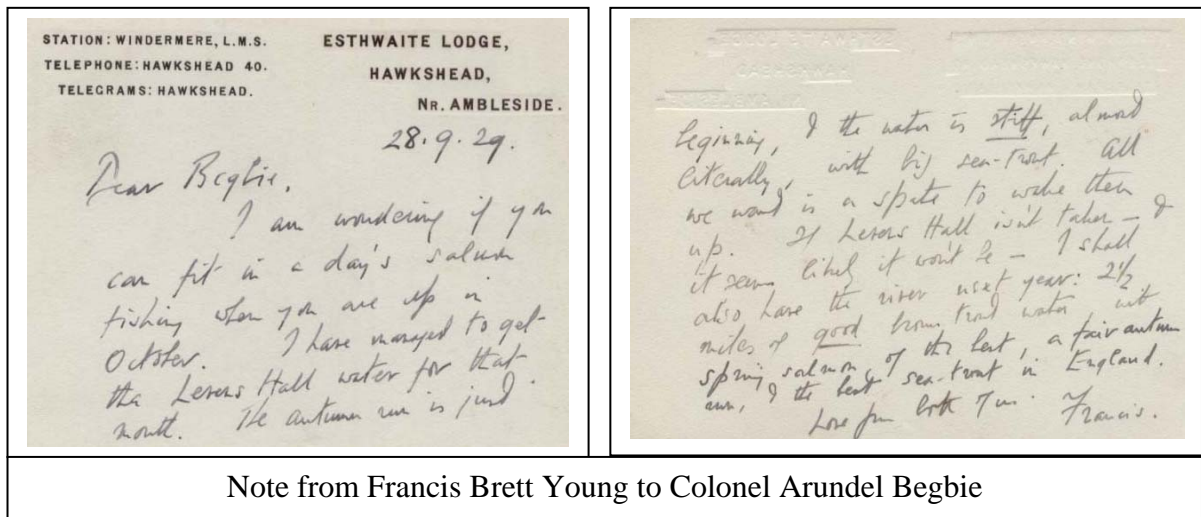 STATION: WINDERMERE, L.M.S.
TELEPHONE: HAWKSHEAD 40.
TELEGRAMS: HAWKSHEAD.
ESTHWAITE LODGE,
HAWKSHEAD,
NR. AMBLESIDE.
28.9.29.
Dear Begbie,
I am wondering if you
can fit in a day's salmon
fishing when you are up in
October. I have managed to get
the Levens Hall water for that
month. The autumn run is just
beginning, & the water is stiff, almost
literally, with big sea-trout. All
we want is a spate to wake them
up. If Levens Hall isn't taken – &
it seems likely it won't be – I shall
also have the river next year: 2½
miles of good brown trout water with
spring salmon, of the best, a fair autumn
run, & the best sea-trout in England.
Love from both of us. Francis.
Note from Francis Brett Young to Colonel Arundel Begbie